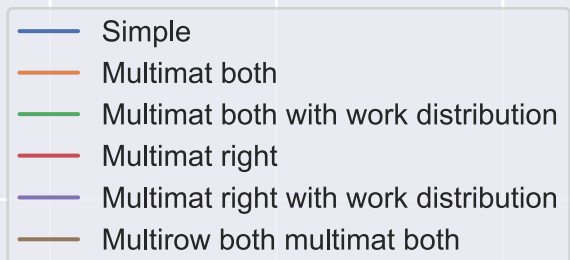 Simple
Multimat both
Multimat both with work distribution
Multimat right
Multimat right with work distribution
Multirow both multimat both